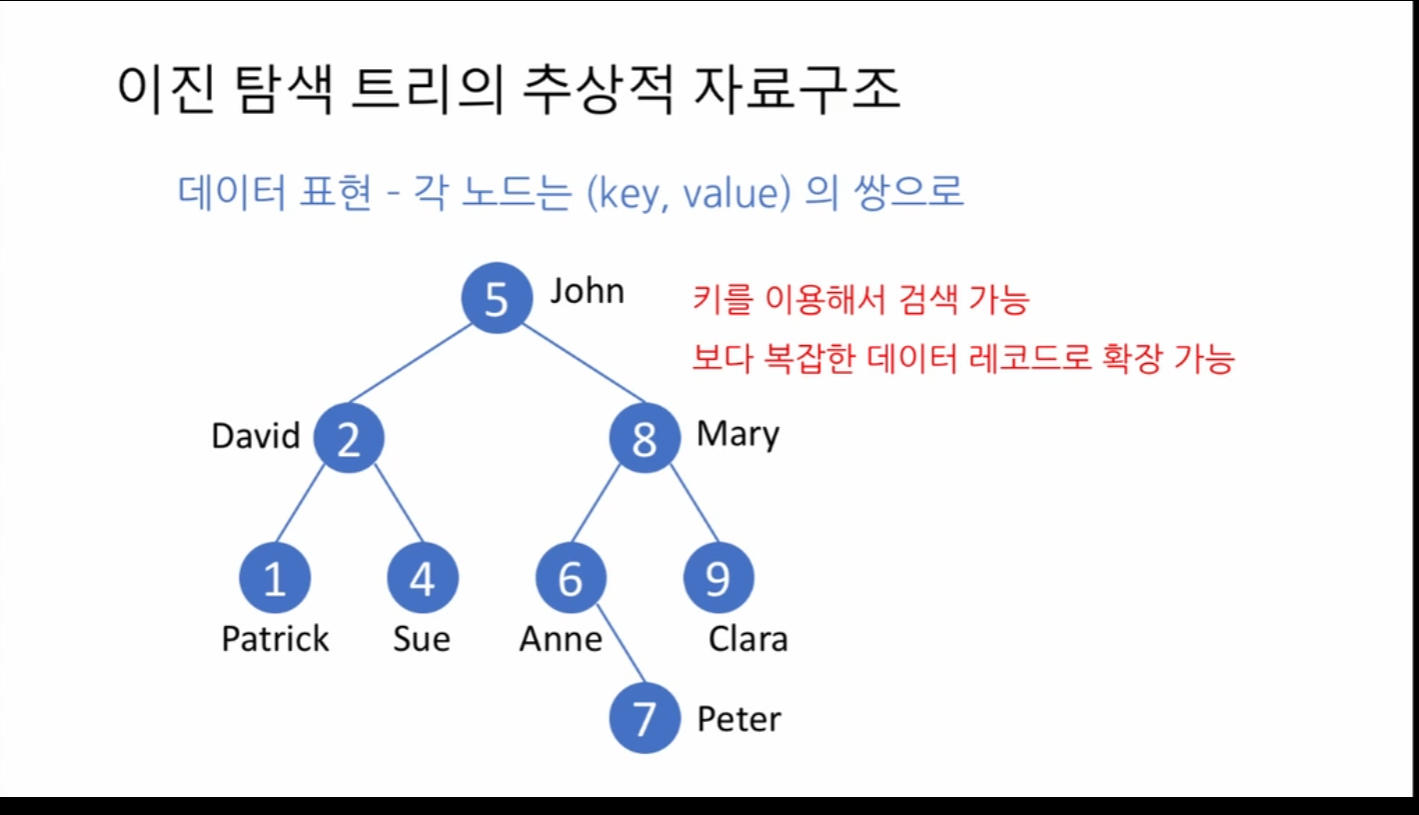 이진 탐색 트리의 추상적 자료구조
데이터 표현 - 각 노드는 (key, value) 의 쌍으로
5 John
키를 이용해서 검색 가능
보다 복잡한 데이터 레코드로 확장 가능
David 2
8 Mary
1
4
6
9
Patrick
Sue
Anne
Clara
7 Peter